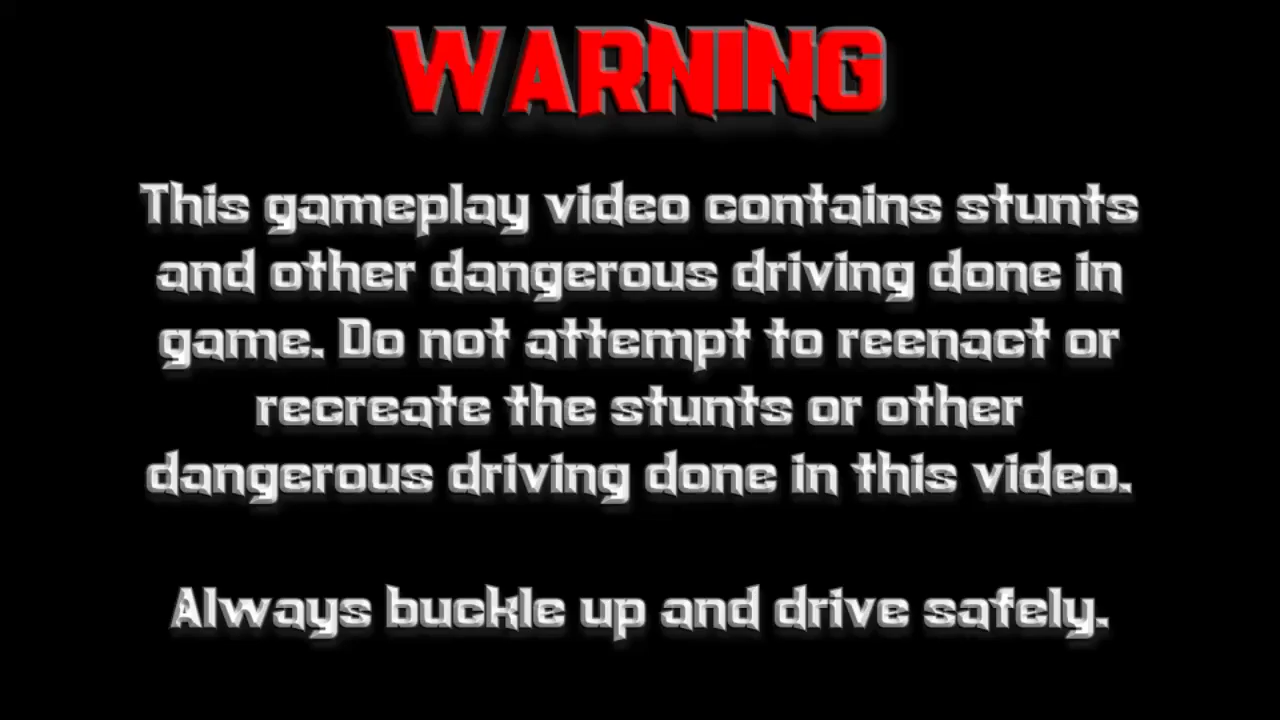 WARNING
This gameplay video contains stunts
and other dangerous driving done in
game. Do not attempt to reenact or
recreate the stunts or other
dangerous driving done in this video.
Always buckle up and drive safely.